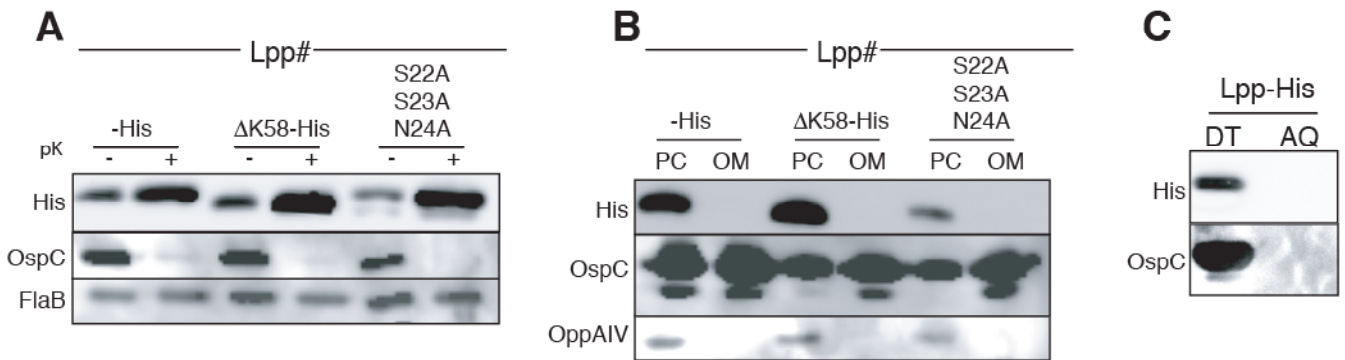 A
Lpp#
-His
ΔK58-His
S22A
S23A
N24A
pK
- + - + - +
His
OspC
FlaB
B
Lpp#
-His
ΔK58-His
S22A
S23A
N24A
PC OM PC OM PC OM
His
OspC
OppAIV
C
Lpp-His
DT AQ
His
OspC